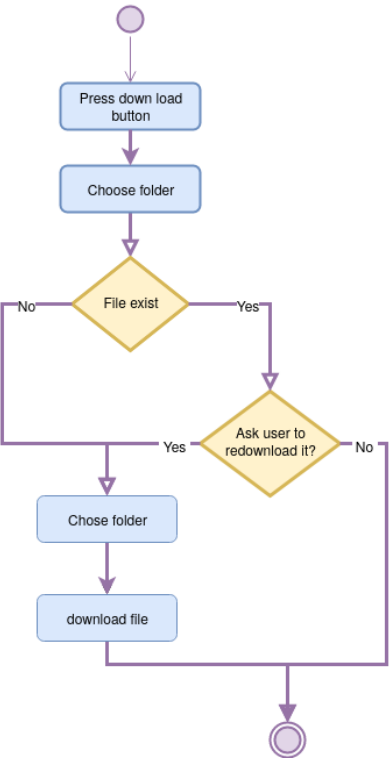 Press down load
button
Choose folder
File exist
No
Yes
Ask user to
redownload it?
Yes
No
Chose folder
download file